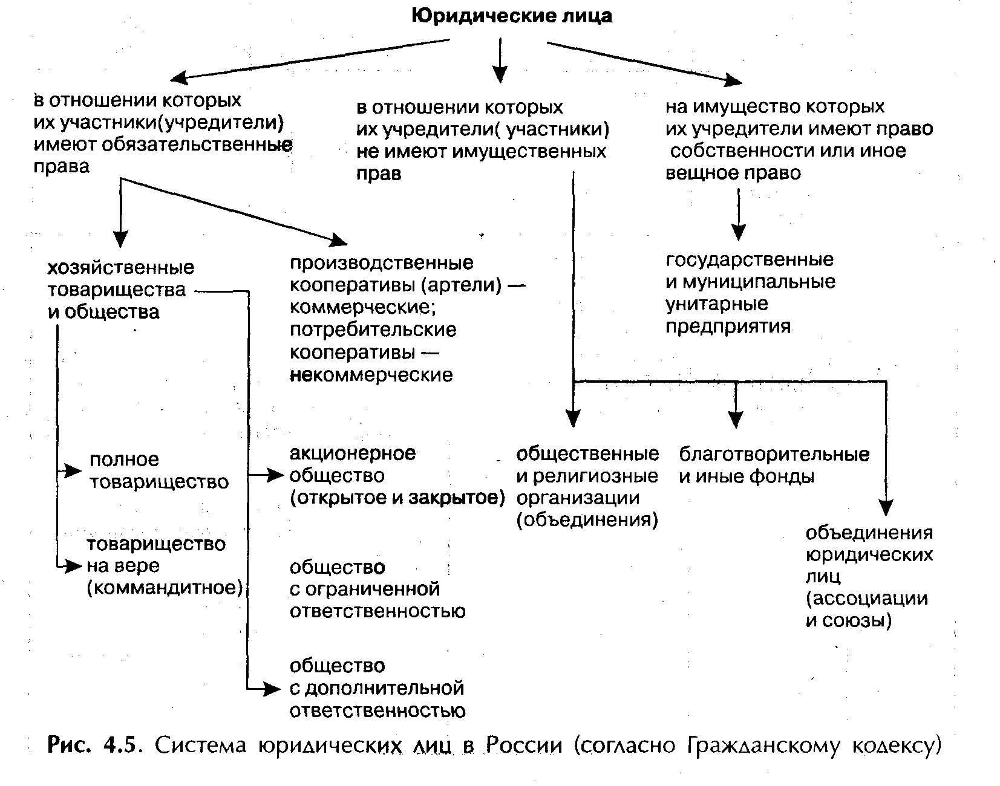 Юридические лица
в отношении которых
их участники(учредители)
имеют обязательственные
права
в отношении которых
их учредители( участники)
не имеют имущественных
прав
на имущество которых
их учредители имеют право
собственности или иное
вещное право
хозяйственные
товарищества
и общества
производственные
кооперативы (артели) —
коммерческие;
потребительские
кооперативы —
некоммерческие
государственные
и муниципальные
унитарные
предприятия
полное
товарищество
товарищество
на вере
(коммандитное)
акционерное
общество
(открытое и закрытое)
общество
с ограниченной
ответственностью
общество
с дополнительной
ответственностью
общественные
и религиозные
организации
(объединения)
благотворительные
и иные фонды
объединения
юридических
лиц
(ассоциации
и союзы)
Рис. 4.5. Система юридических лиц в России (согласно Гражданскому кодексу)